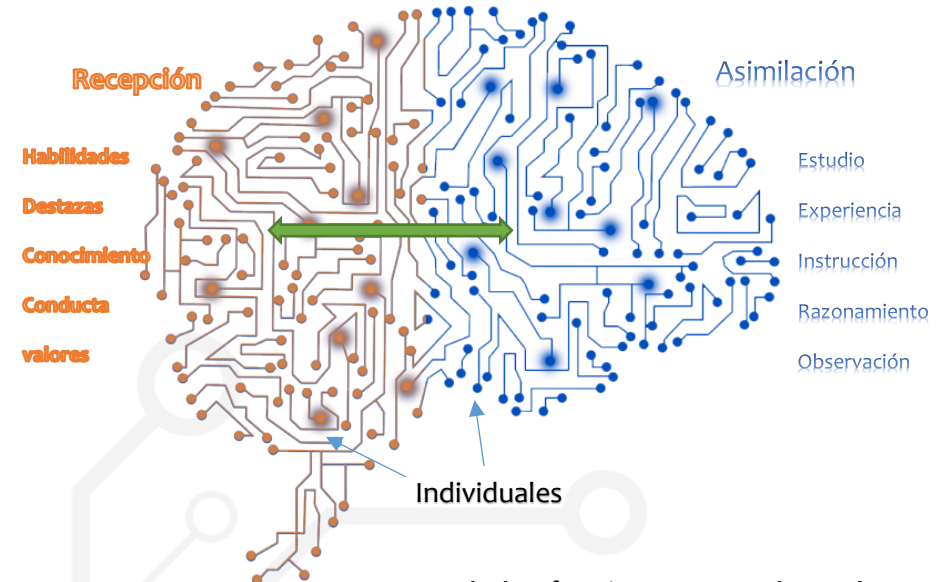 Recepción
Habilidades
Destazas
Conocimiento
Conducta
valores
Asimilación
Estudio
Experiencia
Instrucción
Razonamiento
Observación
Individuales